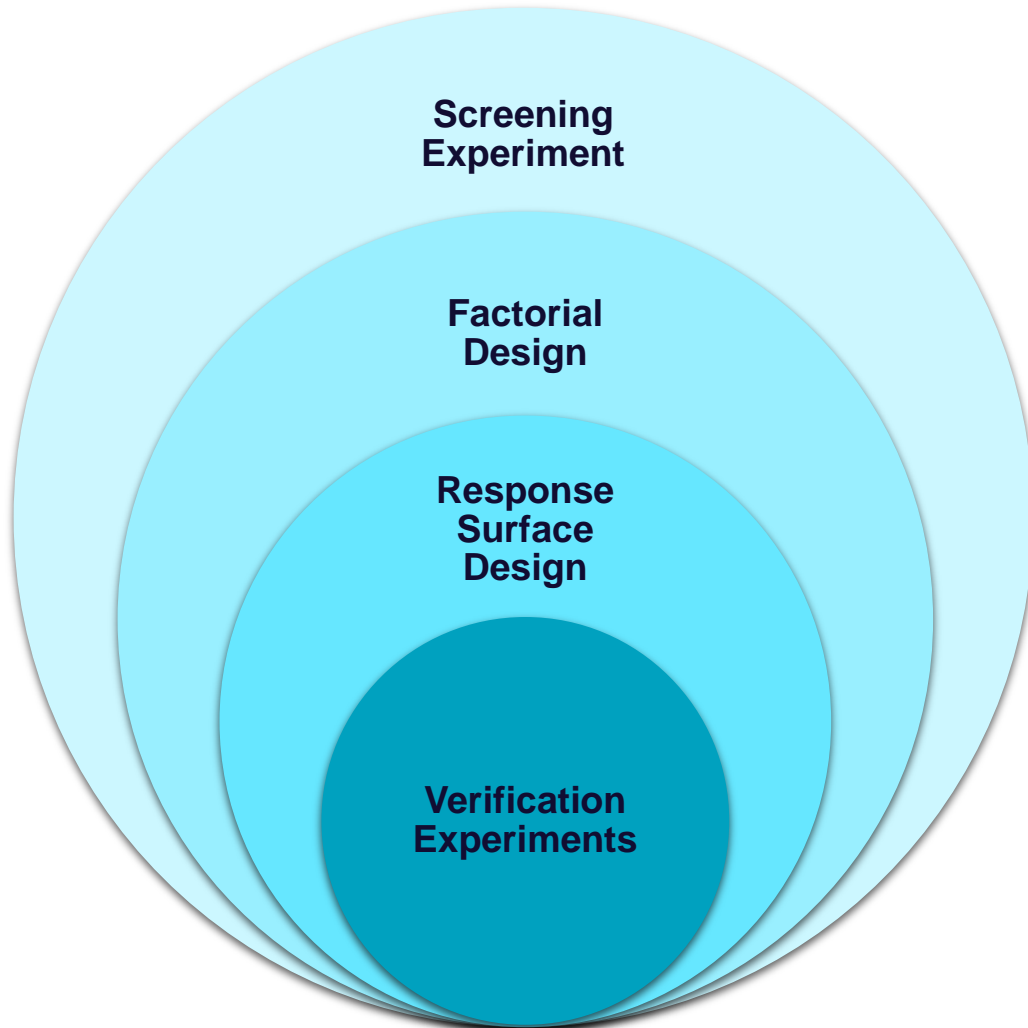 Screening
Experiment
Factorial
Design
Response
Surface
Design
Verification
Experiments